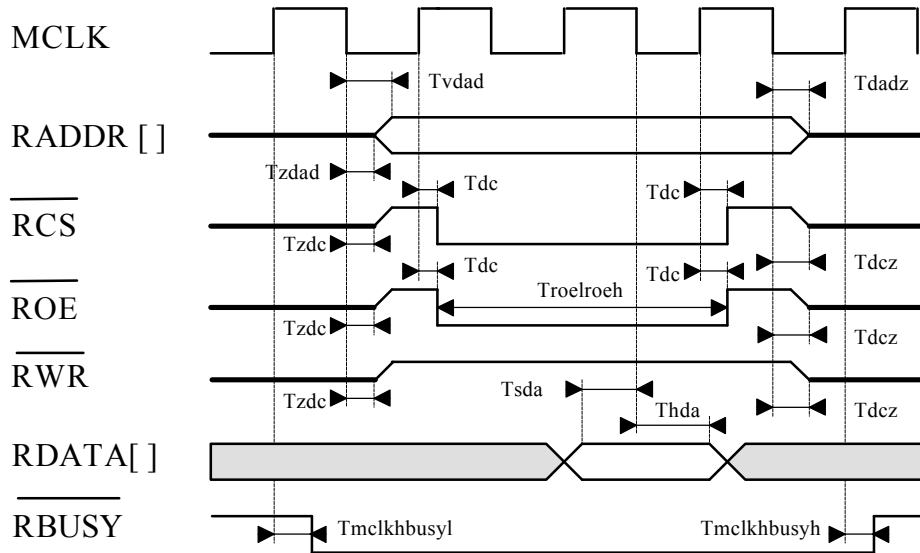 MCLK
Tvdad
Tdadz
RADDR [ ]
Tzdad
Tdc
Tdc
RCS
Tzdc
Tdcz
Tdc
Tdc
Troelroeh
ROE
Tzdc
Tdcz
RWR
Tsda
Tzdc
Thda
Tdcz
RDATA[ ]
RBUSY
Tmclkhbusyl
Tmclkhbusyh